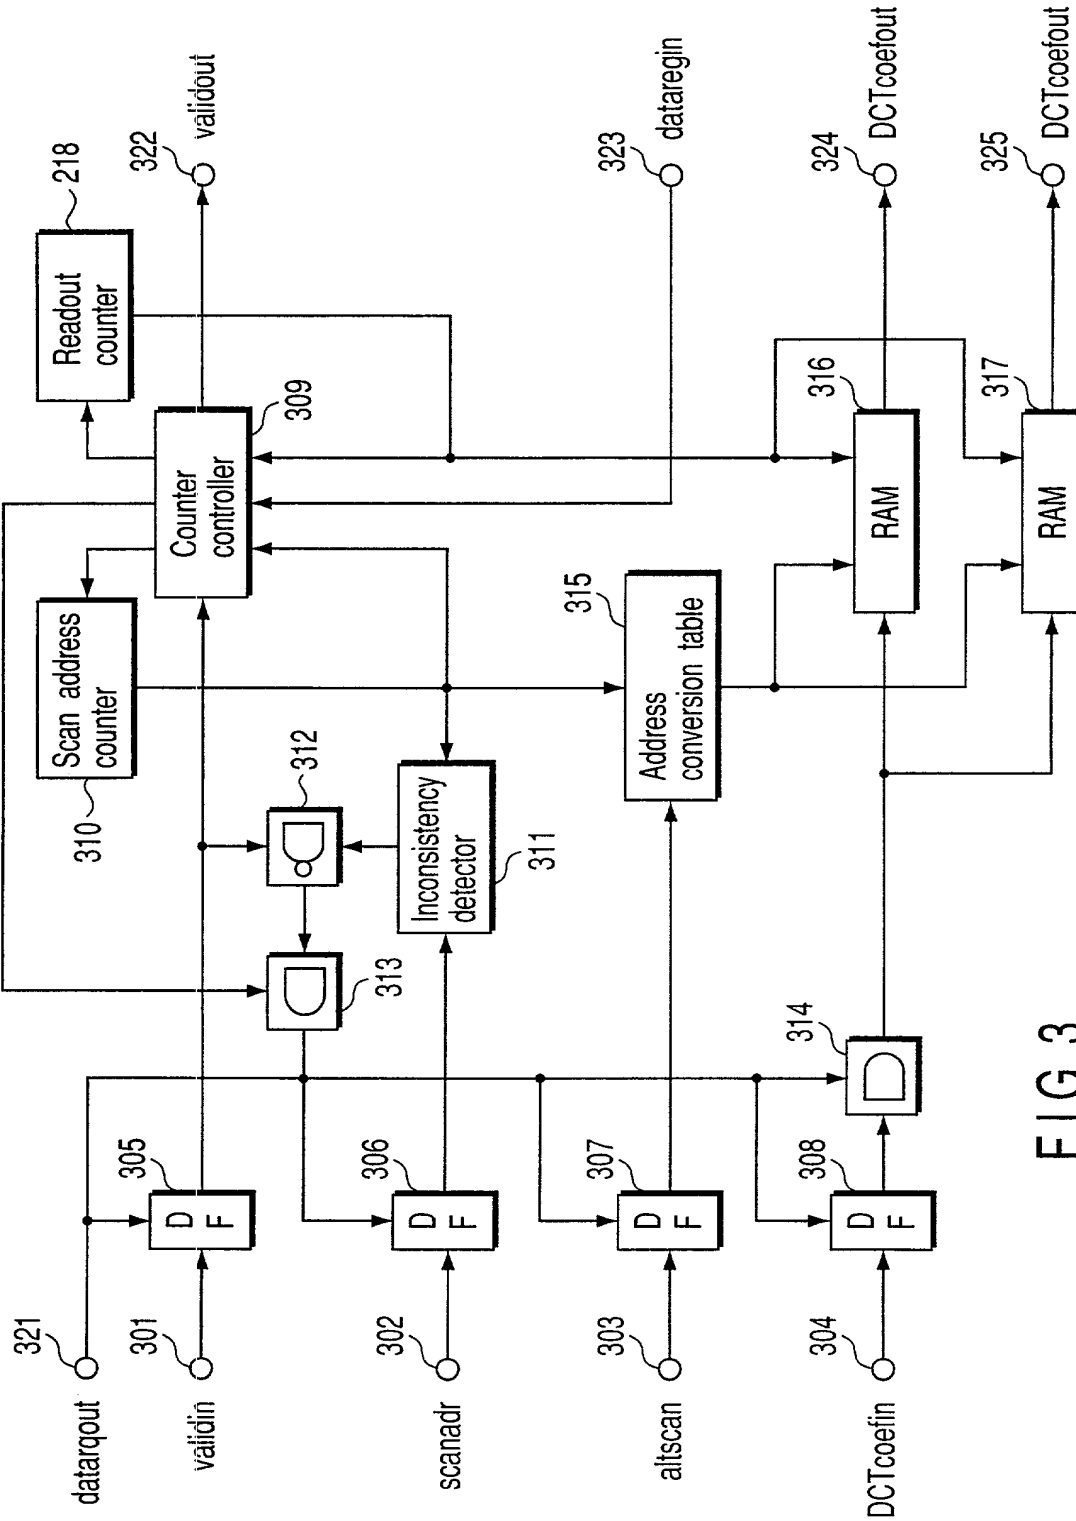 datarqout
321
validin
301
scanadr
302
altscan
303
DCTcoefin
304
D
F
305
D
F
306
D
F
307
D
F
308
313
312
314
310
Scan address
counter
Inconsistency
detector
311
Address
conversion table
315
Counter
controller
309
Readout
counter
218
RAM
316
RAM
317
322
validout
323
dataregin
324
DCTcoefout
325
DCTcoefout
FIG. 3